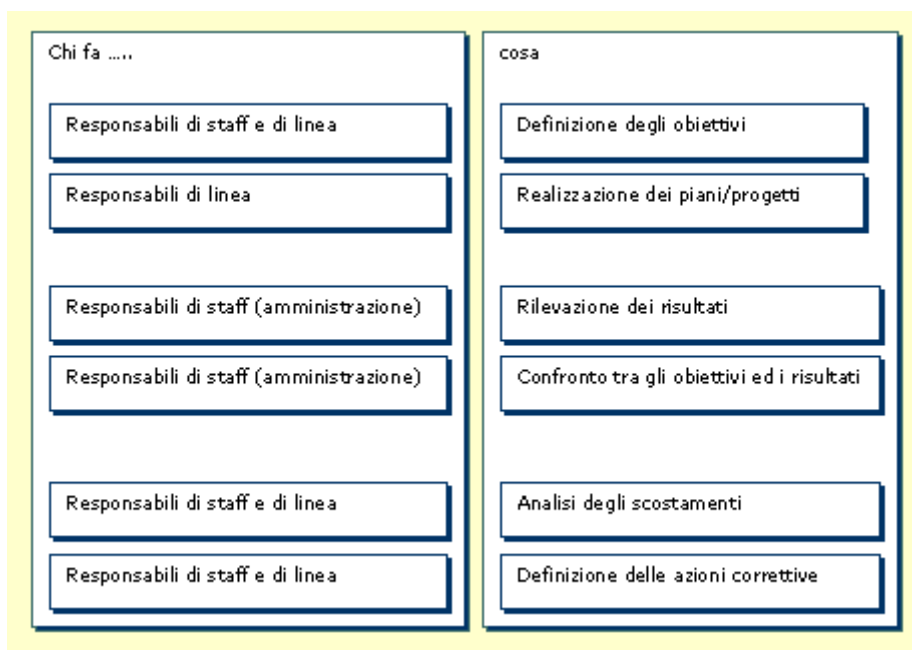 Chi fa .....
cosa
Responsabili di staff e di linea
Definizione degli obiettivi
Responsabili di linea
Realizzazione dei piani/progetti
Responsabili di staff (amministrazione)
Rilevazione dei risultati
Responsabili di staff (amministrazione)
Confronto tra gli obiettivi ed i risultati
Responsabili di staff e di linea
Analisi degli scostamenti
Responsabili di staff e di linea
Definizione delle azioni correttive